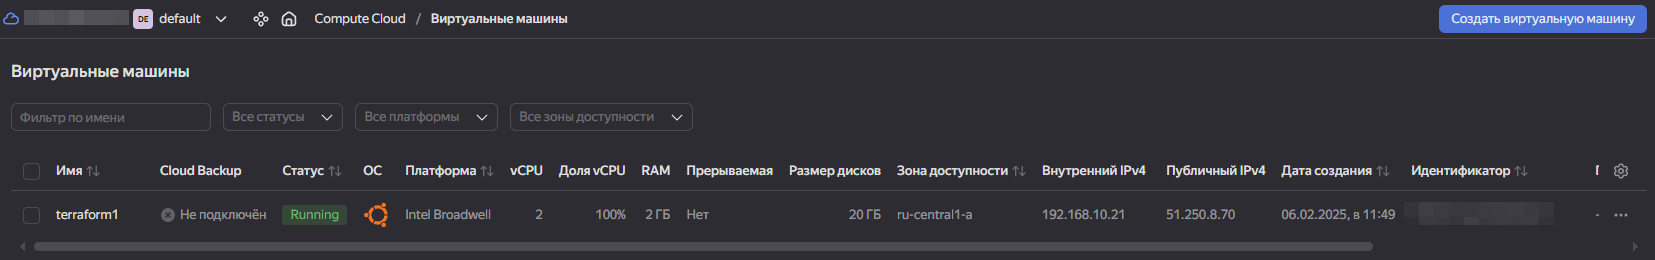 DE default Compute Cloud / Виртуальные машины Создать виртуальную машину
Виртуальные машины
Фильтр по имени Все статусы Все платформы Все зоны доступности
Имя Cloud Backup Статус ОС Платформа vCPU Доля vCPU RAM Прерываемая Размер дисков Зона доступности Внутренний IPv4 Публичный IPv4 Дата создания Идентификатор
terraform1 Не подключён Running Intel Broadwell 2 100% 2 ГБ Нет 20 ГБ ru-central1-a 192.168.10.21 51.250.8.70 06.02.2025, в 11:49 -